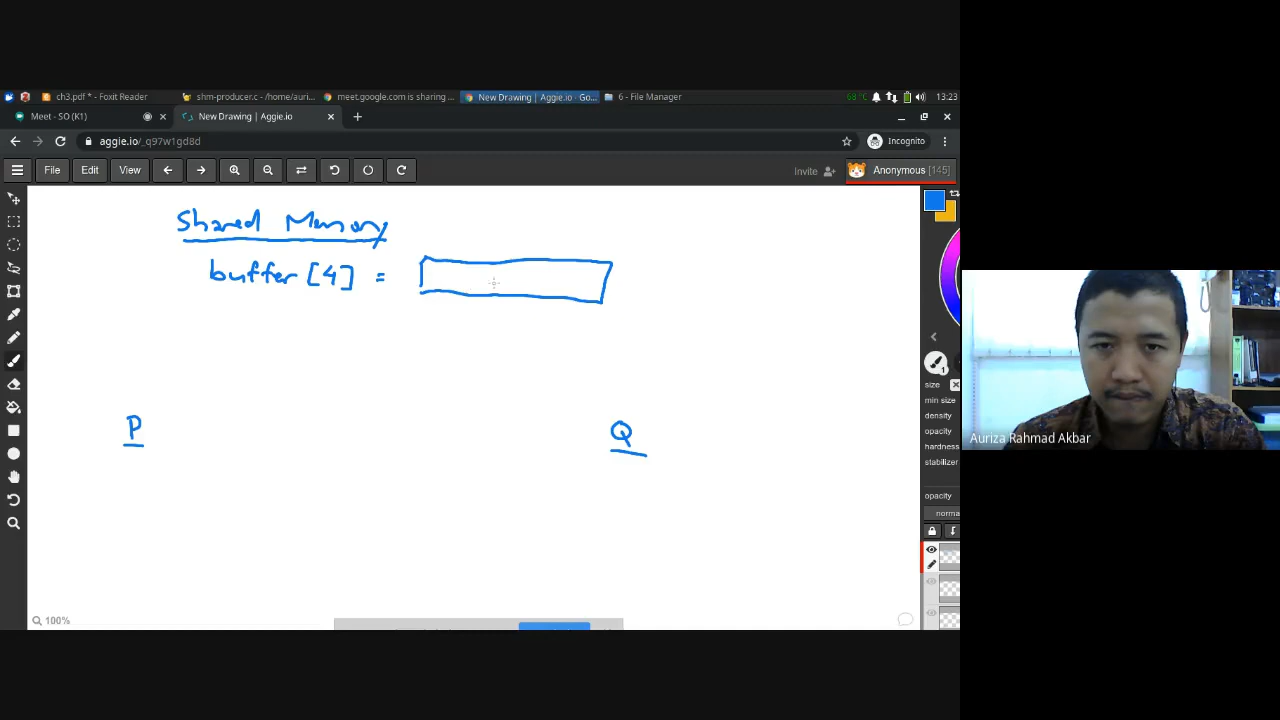 ch3.pdf * - Foxit Reader
shm-producer.c - /home/auri...
meet.google.com is sharing ...
New Drawing | Aggie.io - Go...
6 - File Manager
68°C
13:23
Meet - SO (K1)
New Drawing | Aggie.io
aggie.io/_q97w1gd8d
Incognito
File
Edit
View
Invite
Anonymous [145]
Shared Memory
buffer [4] =
P
Q
size
min size
density
opacity
hardness
stabilizer
opacity
norma
100%
Auriza Rahmad Akbar